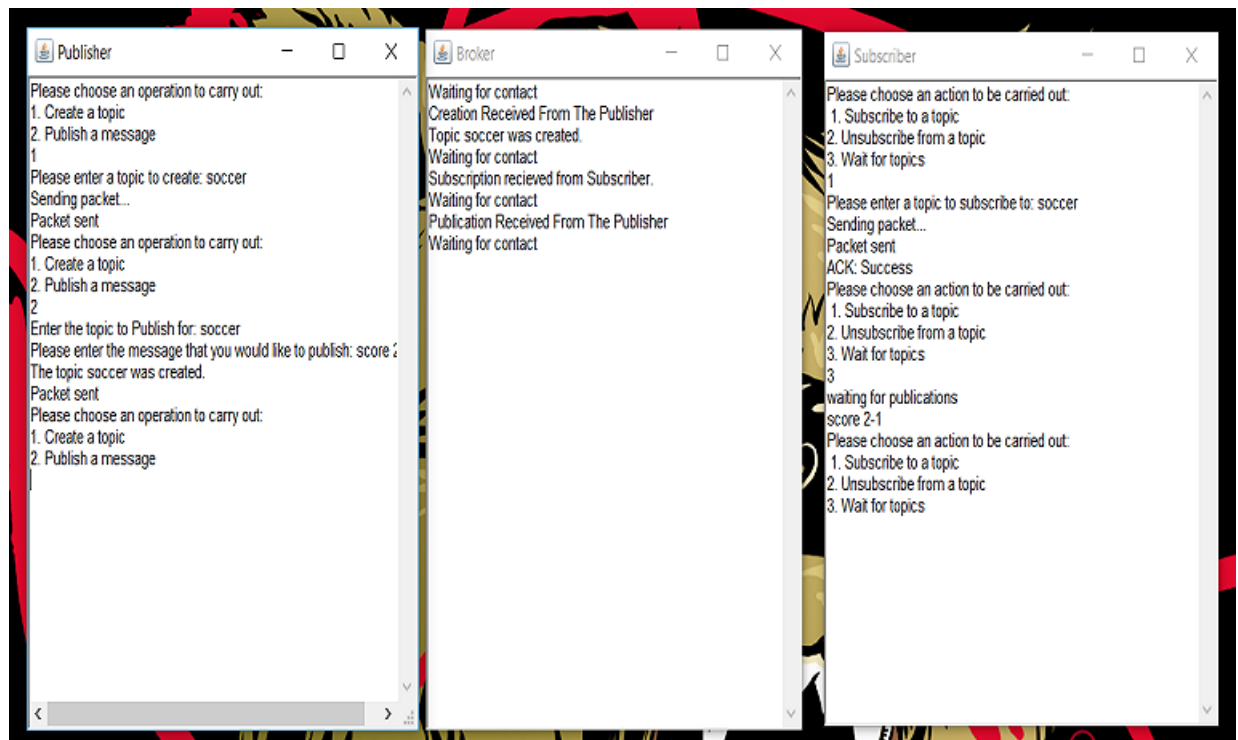 Publisher
Please choose an operation to carry out:
1. Create a topic
2. Publish a message
1
Please enter a topic to create: soccer
Sending packet...
Packet sent
Please choose an operation to carry out:
1. Create a topic
2. Publish a message
2
Enter the topic to Publish for: soccer
Please enter the message that you would like to publish: score 2
The topic soccer was created.
Packet sent
Please choose an operation to carry out:
1. Create a topic
2. Publish a message
Broker
Waiting for contact
Creation Received From The Publisher
Topic soccer was created.
Waiting for contact
Subscription recieved from Subscriber.
Waiting for contact
Publication Received From The Publisher
Waiting for contact
Subscriber
Please choose an action to be carried out:
1. Subscribe to a topic
2. Unsubscribe from a topic
3. Wait for topics
1
Please enter a topic to subscribe to: soccer
Sending packet...
Packet sent
ACK: Success
Please choose an action to be carried out:
1. Subscribe to a topic
2. Unsubscribe from a topic
3. Wait for topics
3
waiting for publications
score 2-1
Please choose an action to be carried out:
1. Subscribe to a topic
2. Unsubscribe from a topic
3. Wait for topics